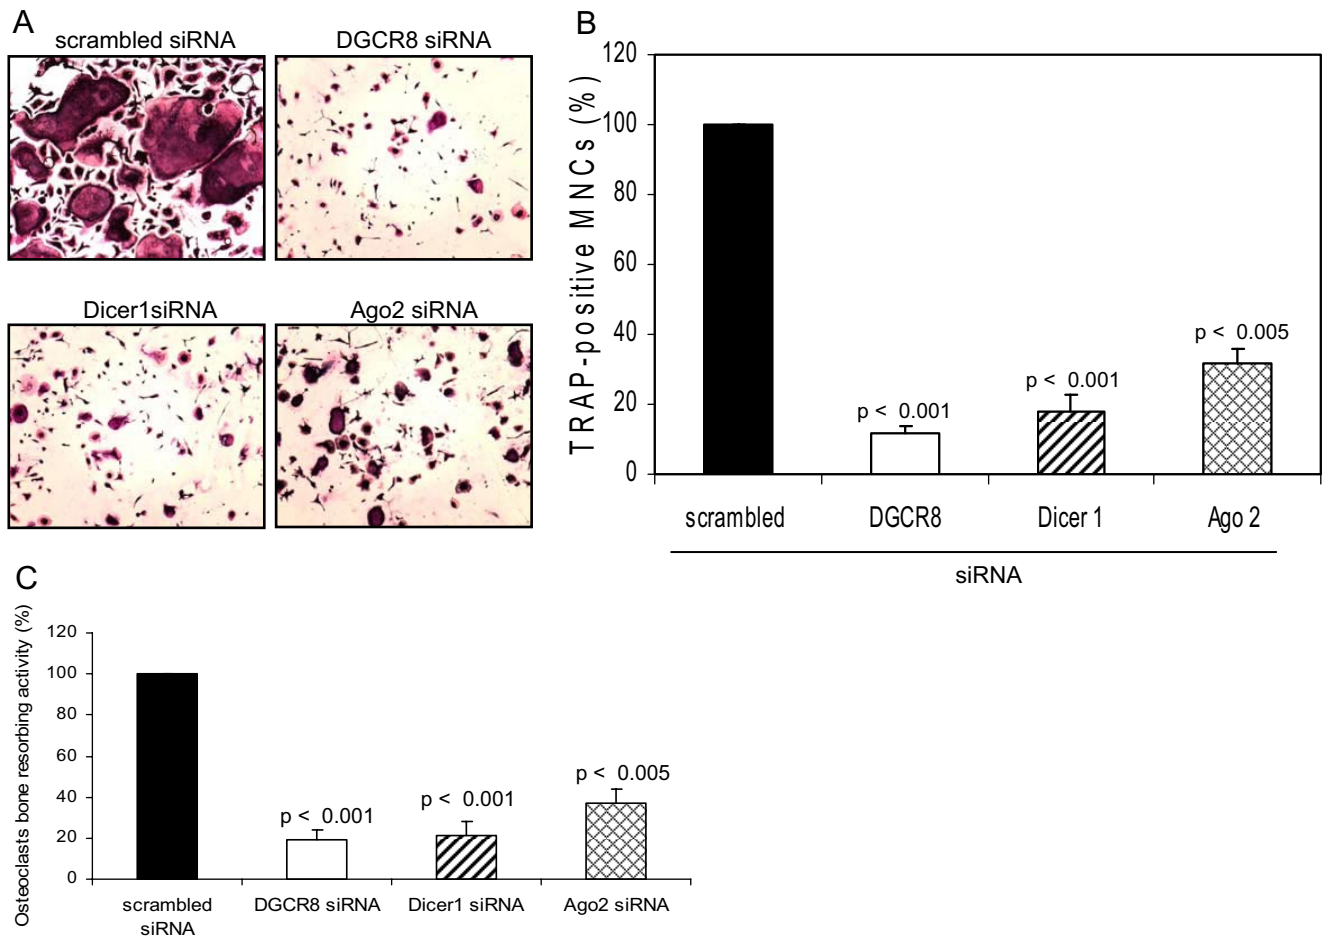 A
scrambled siRNA
DGCR8 siRNA
Dicer1siRNA
Ago2 siRNA
B
TRAP-positive MNCs (%)
120
100
80
60
40
20
0
p < 0.001
p < 0.001
p < 0.005
scrambled
DGCR8
Dicer 1
Ago 2
siRNA
C
Osteoclasts bone resorbing activity (%)
120
100
80
60
40
20
0
p < 0.001
p < 0.001
p < 0.005
scrambled
siRNA
DGCR8 siRNA
Dicer1 siRNA
Ago2 siRNA